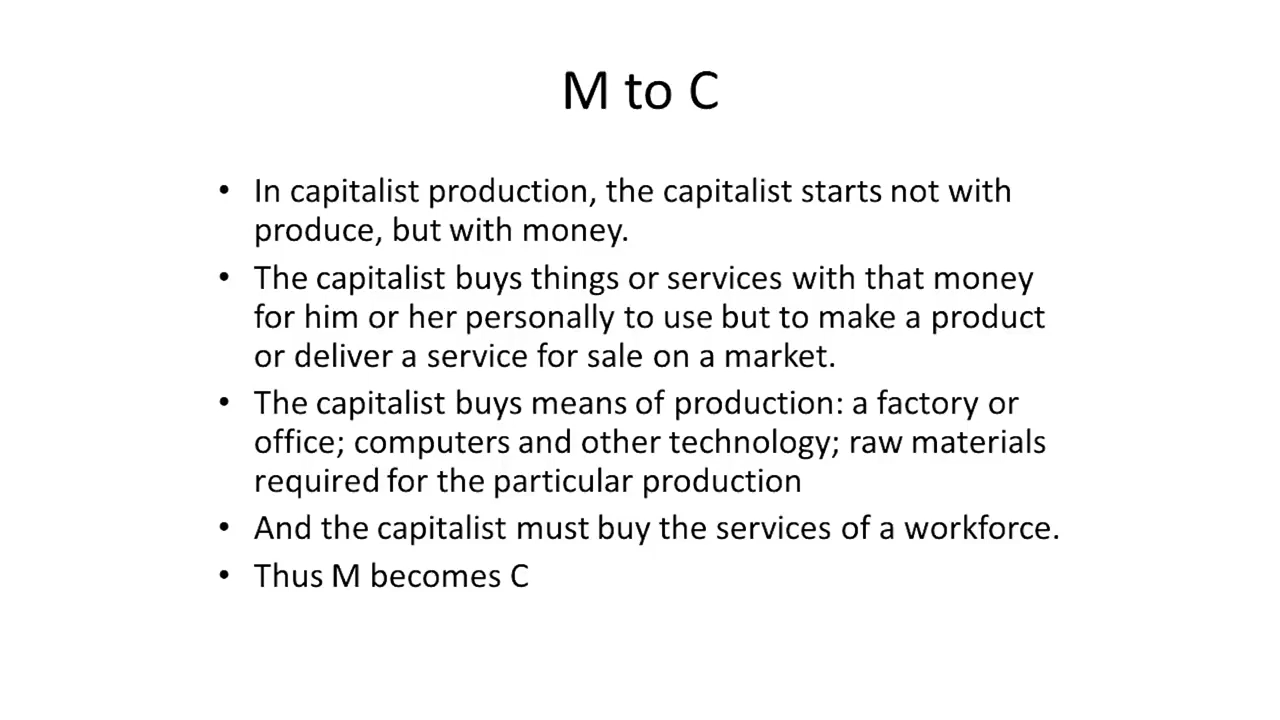 M to C
• In capitalist production, the capitalist starts not with
produce, but with money.
• The capitalist buys things or services with that money
for him or her personally to use but to make a product
or deliver a service for sale on a market.
• The capitalist buys means of production: a factory or
office; computers and other technology; raw materials
required for the particular production
• And the capitalist must buy the services of a workforce.
• Thus M becomes C